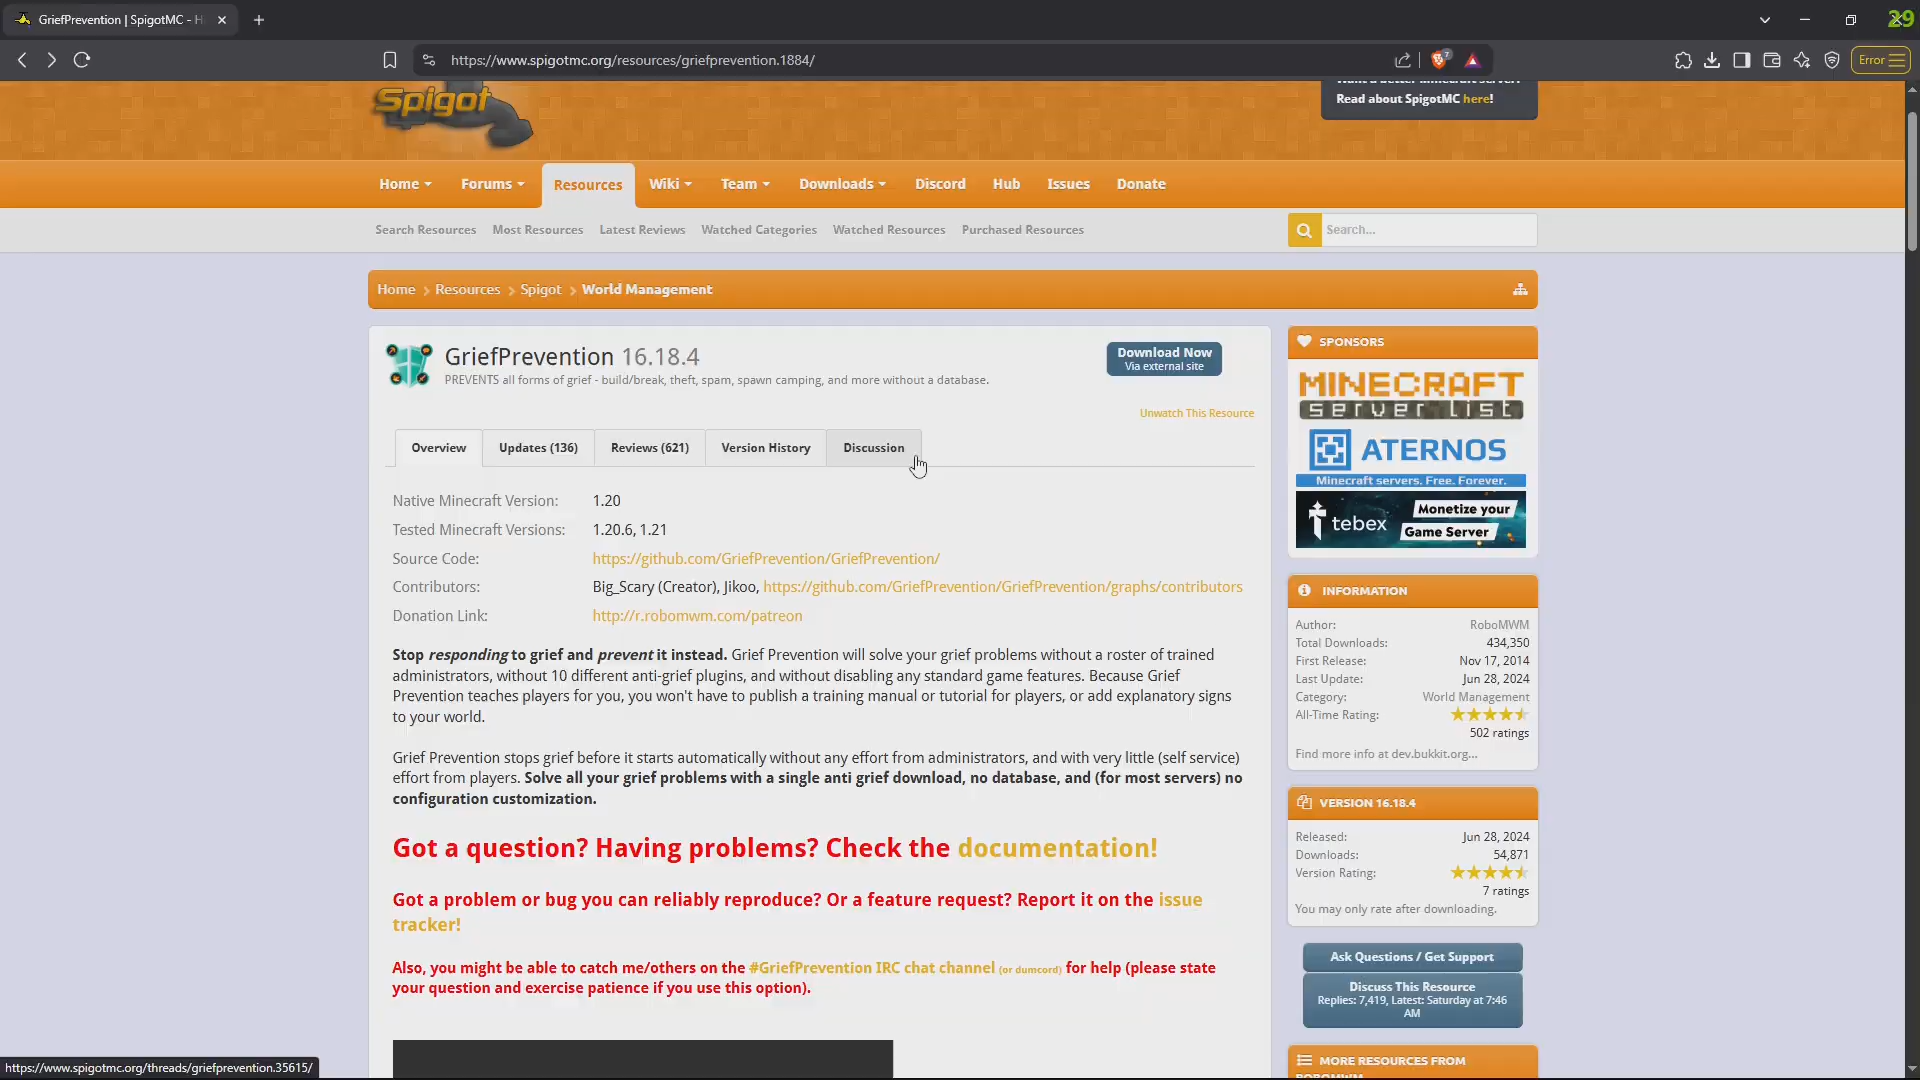 GriefPrevention | SpigotMC - H
29
https://www.spigotmc.org/resources/griefprevention.1884/
7
Error
Spigot
Want a better Minecraft server?
Read about SpigotMC here!
Home
Forums
Resources
Wiki
Team
Downloads
Discord
Hub
Issues
Donate
Search Resources
Most Resources
Latest Reviews
Watched Categories
Watched Resources
Purchased Resources
Search...
Home
Resources
Spigot
World Management
GriefPrevention 16.18.4
PREVENTS all forms of grief - build/break, theft, spam, spawn camping, and more without a database.
Download Now
Via external site
Unwatch This Resource
Overview
Updates (136)
Reviews (621)
Version History
Discussion
Native Minecraft Version: 1.20
Tested Minecraft Versions: 1.20.6, 1.21
Source Code: https://github.com/GriefPrevention/GriefPrevention/
Contributors: Big_Scary (Creator), Jikoo, https://github.com/GriefPrevention/GriefPrevention/graphs/contributors
Donation Link: http://r.robomwm.com/patreon
Stop responding to grief and prevent it instead. Grief Prevention will solve your grief problems without a roster of trained
administrators, without 10 different anti-grief plugins, and without disabling any standard game features. Because Grief
Prevention teaches players for you, you won't have to publish a training manual or tutorial for players, or add explanatory signs
to your world.
Grief Prevention stops grief before it starts automatically without any effort from administrators, and with very little (self service)
effort from players. Solve all your grief problems with a single anti grief download, no database, and (for most servers) no
configuration customization.
Got a question? Having problems? Check the documentation!
Got a problem or bug you can reliably reproduce? Or a feature request? Report it on the issue
tracker!
Also, you might be able to catch me/others on the #GriefPrevention IRC chat channel (or dumcord) for help (please state
your question and exercise patience if you use this option).
SPONSORS
MINECRAFT
server list
ATERNOS
Minecraft servers. Free. Forever.
tebex
Monetize your
Game Server
INFORMATION
Author: RoboMWM
Total Downloads: 434,350
First Release: Nov 17, 2014
Last Update: Jun 28, 2024
Category: World Management
All-Time Rating:
502 ratings
Find more info at dev.bukkit.org...
VERSION 16.18.4
Released: Jun 28, 2024
Downloads: 54,871
Version Rating:
7 ratings
You may only rate after downloading.
Ask Questions / Get Support
Discuss This Resource
Replies: 7,419, Latest: Saturday at 7:46
AM
MORE RESOURCES FROM
ROBOMWM
https://www.spigotmc.org/threads/griefprevention.35615/